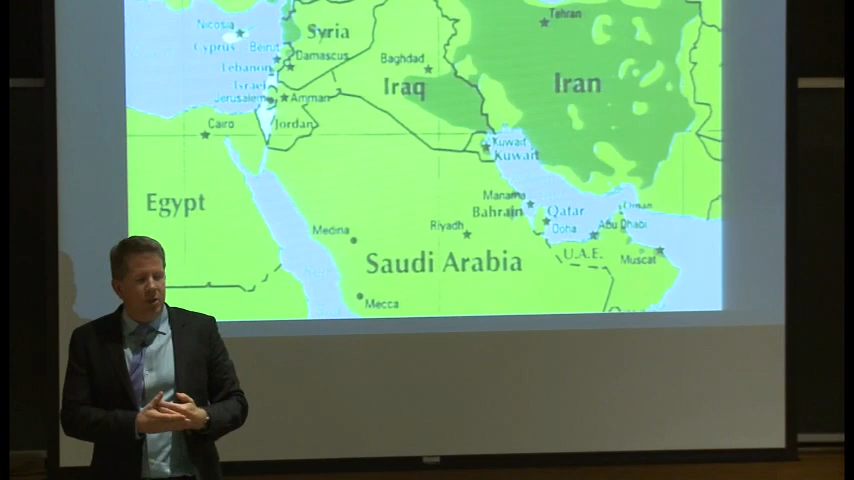 Tehran
Nicosia
Syria
Cyprus
Beirut
Damascus
Baghdad
Lebanon
Iraq
Iran
Israel
Jerusalem
Amman
Cairo
Jordan
Kuwait
Kuwait
Egypt
Manama
Bahrain
Qatar
Oman
Medina
Riyadh
Doha
Abu Dhabi
Saudi Arabia
U.A.E.
Muscat
Mecca